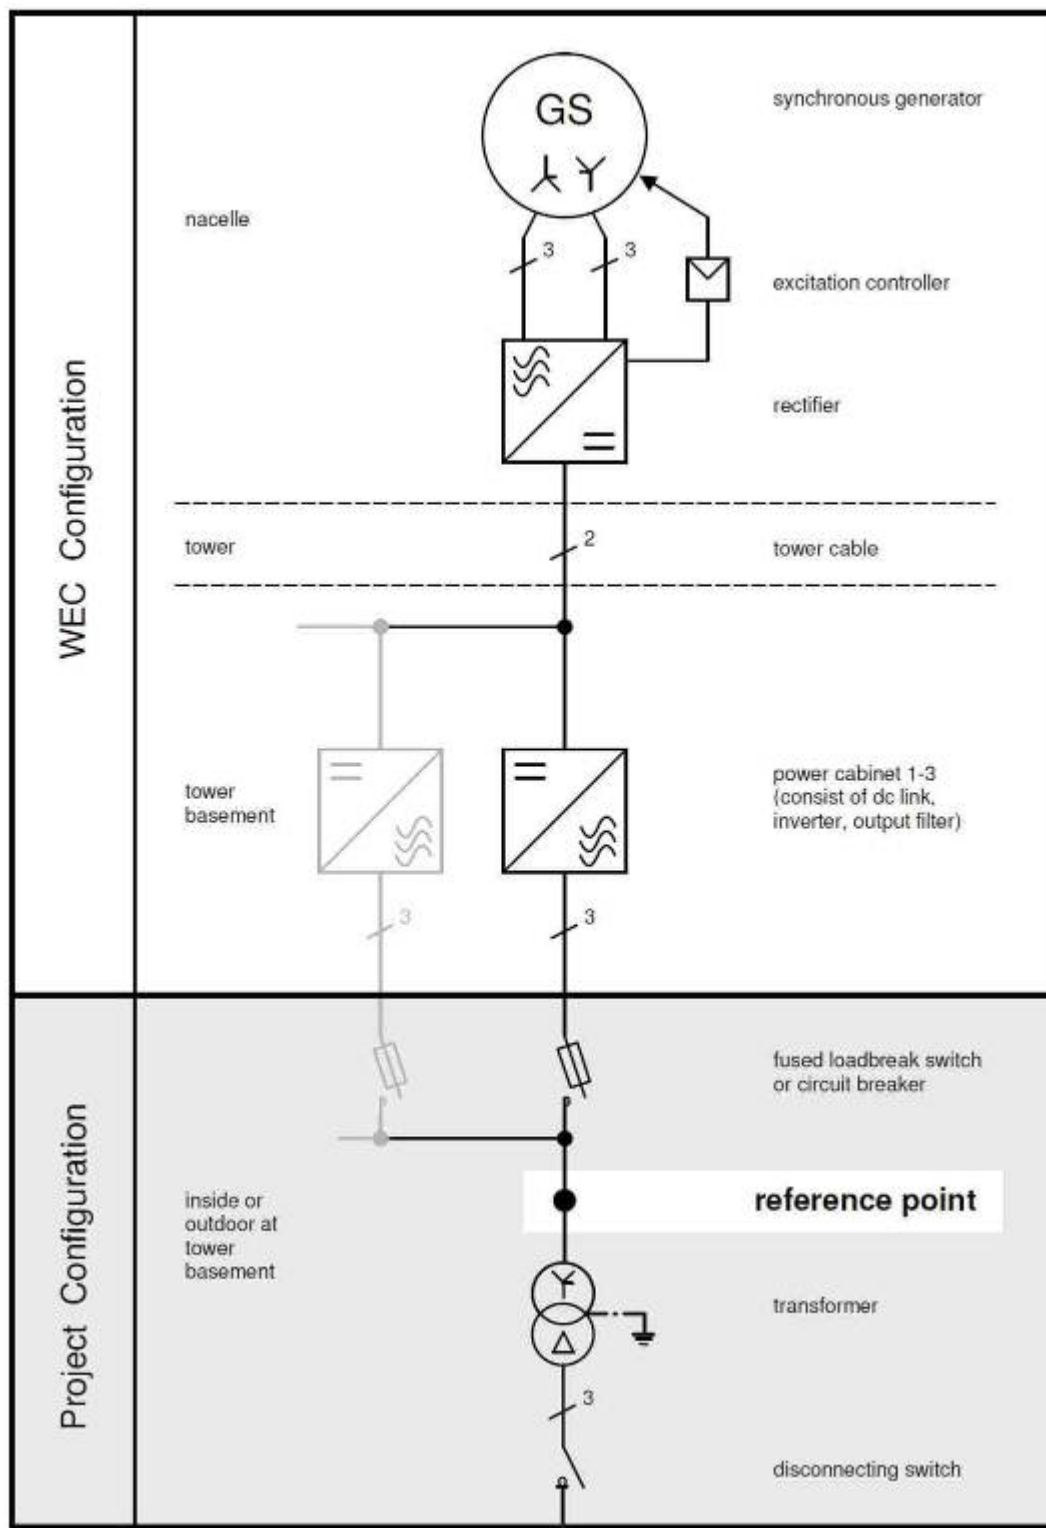 WEC Configuration
GS
synchronous generator
nacelle
3
3
excitation controller
rectifier
tower
2
tower cable
tower
basement
power cabinet 1-3
(consist of dc link,
inverter, output filter)
3
3
Project Configuration
fused loadbreak switch
or circuit breaker
reference point
inside or
outdoor at
tower
basement
transformer
3
disconnecting switch